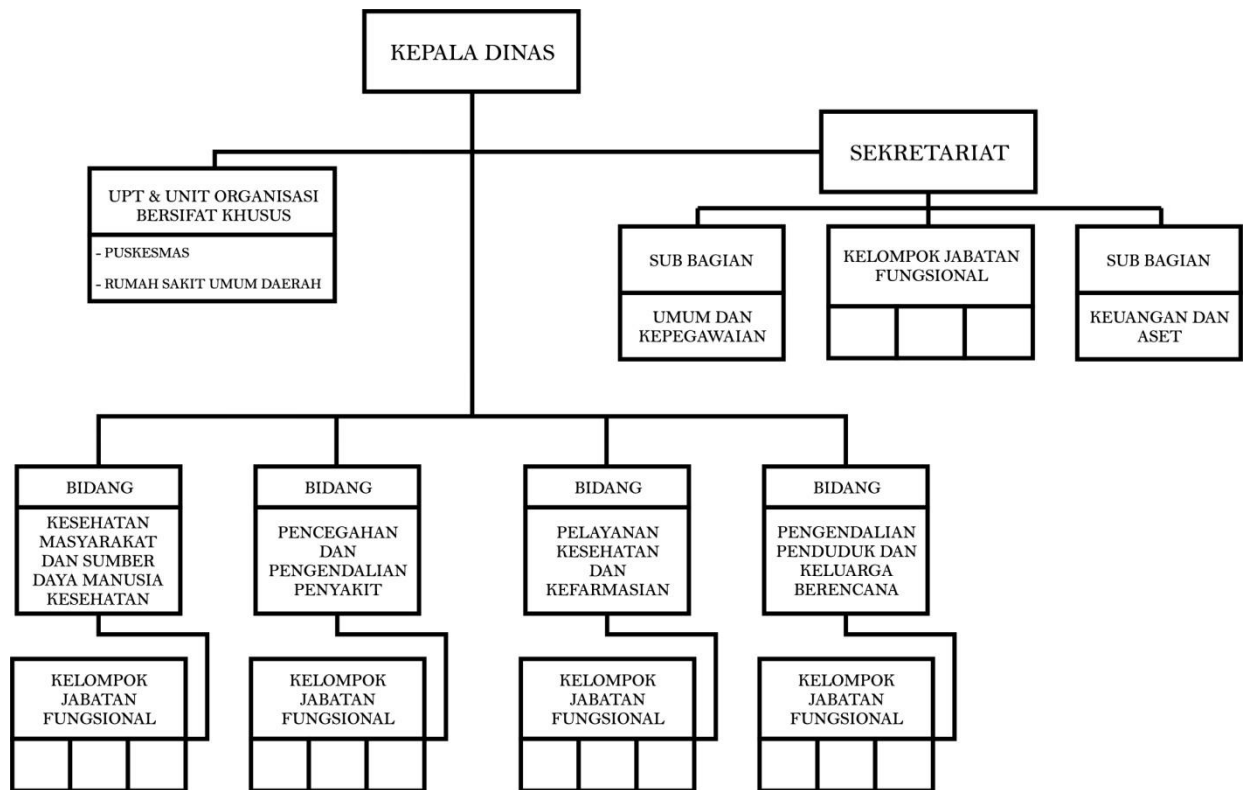 KEPALA DINAS
SEKRETARIAT
UPT & UNIT ORGANISASI
BERSIFAT KHUSUS
- PUSKESMAS
- RUMAH SAKIT UMUM DAERAH
SUB BAGIAN
UMUM DAN
KEPEGAWAIAN
KELOMPOK JABATAN
FUNGSIONAL
SUB BAGIAN
KEUANGAN DAN
ASET
BIDANG
KESEHATAN
MASYARAKAT
DAN SUMBER
DAYA MANUSIA
KESEHATAN
BIDANG
PENCEGAHAN
DAN
PENGENDALIAN
PENYAKIT
BIDANG
PELAYANAN
KESEHATAN
DAN
KEFARMASIAN
BIDANG
PENGENDALIAN
PENDUDUK DAN
KELUARGA
BERENCANA
KELOMPOK
JABATAN
FUNGSIONAL
KELOMPOK
JABATAN
FUNGSIONAL
KELOMPOK
JABATAN
FUNGSIONAL
KELOMPOK
JABATAN
FUNGSIONAL